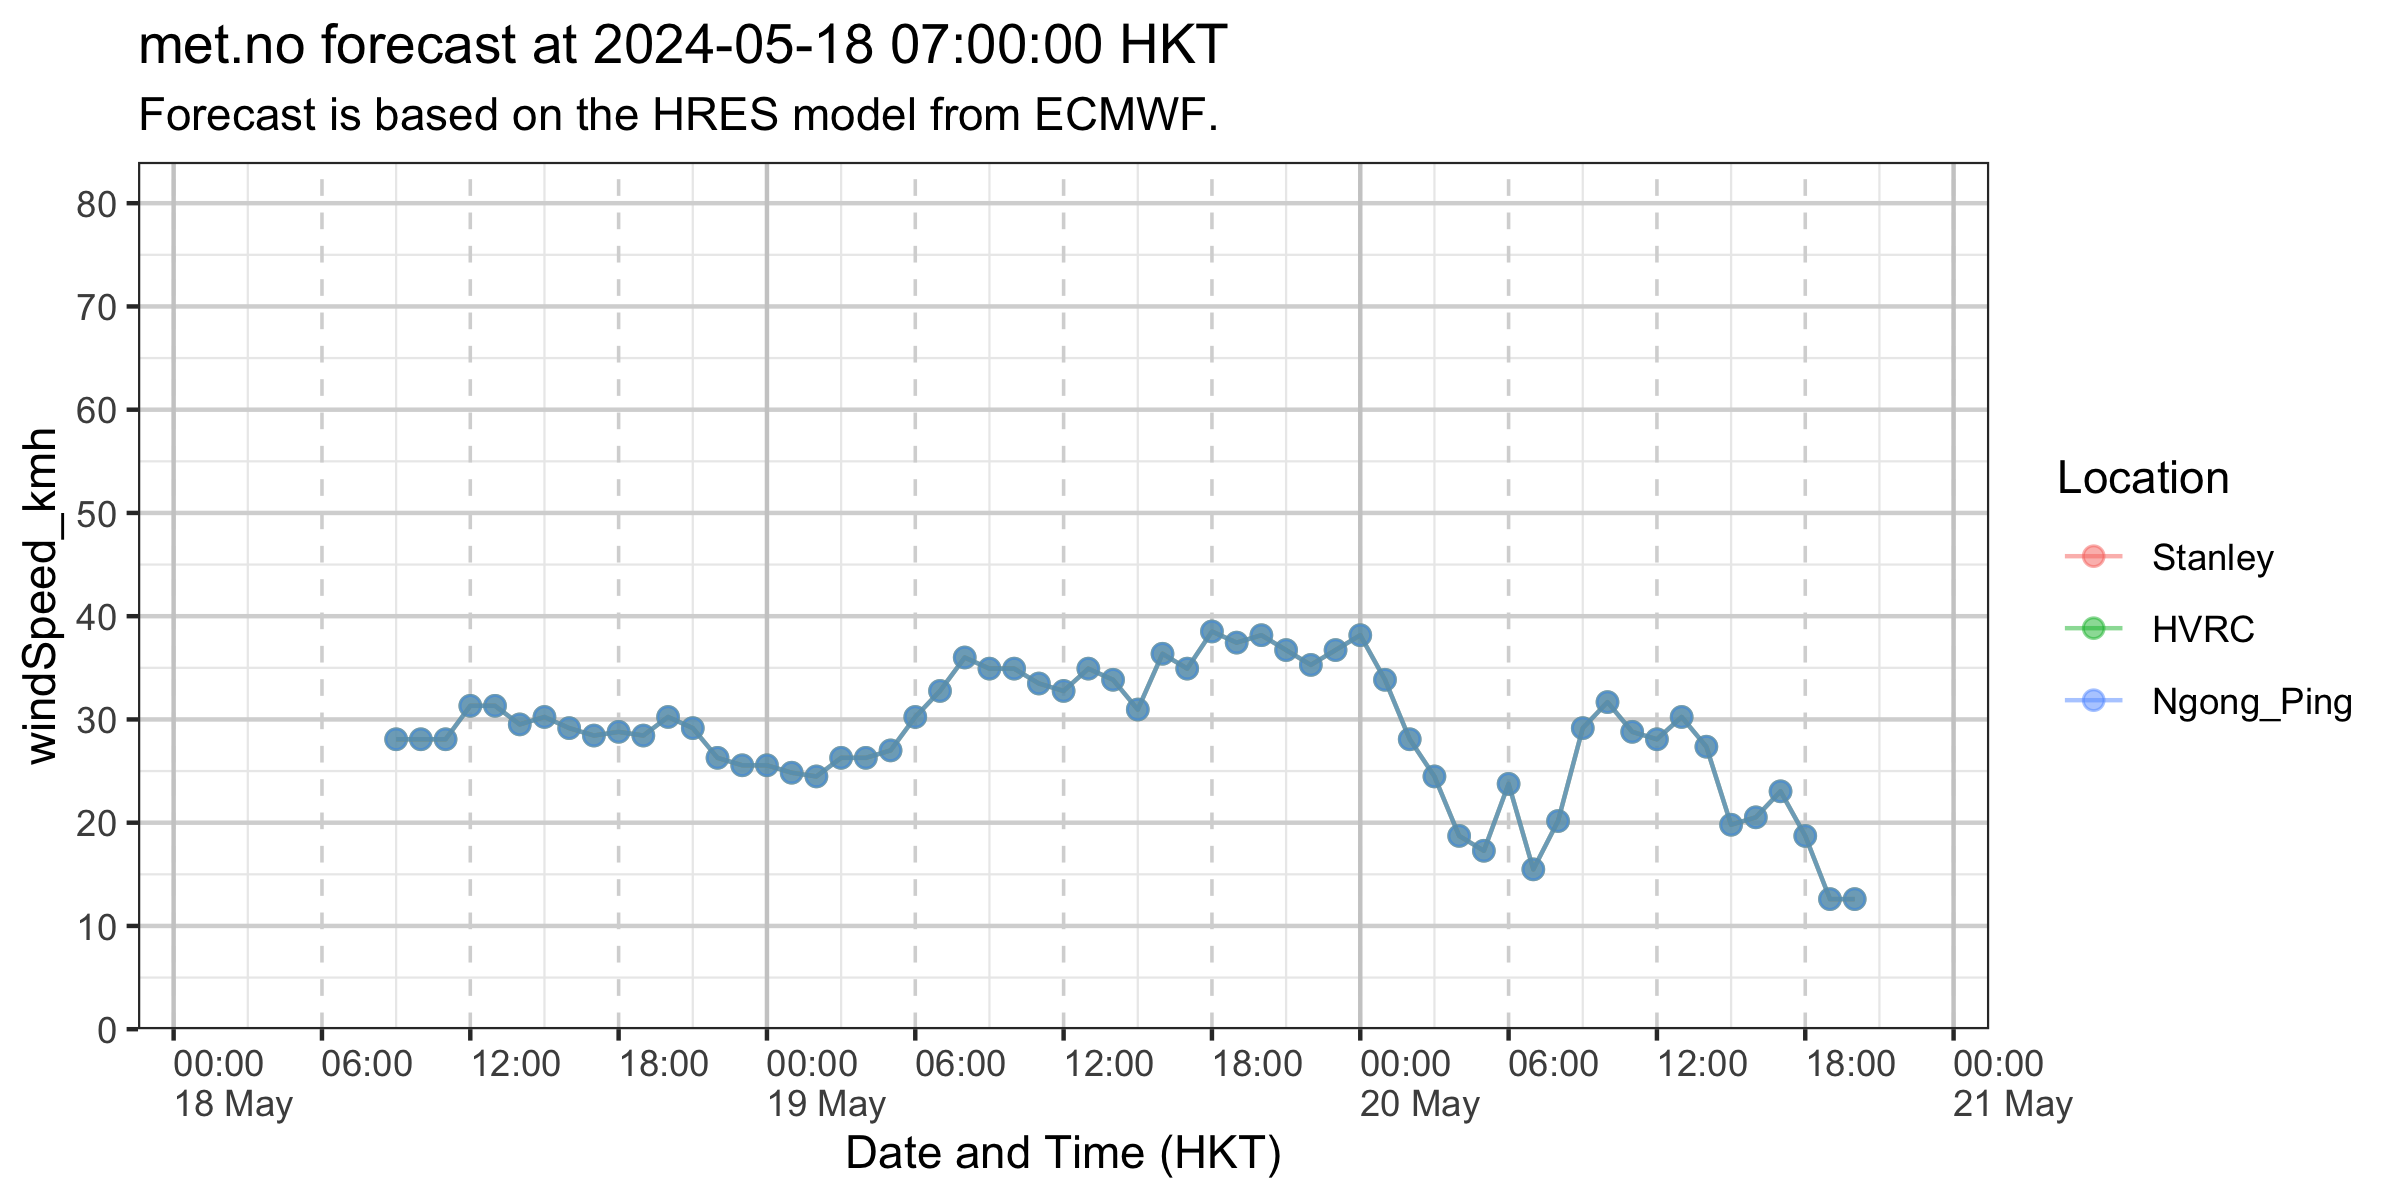 met.no forecast at 2024-05-18 07:00:00 HKT
Forecast is based on the HRES model from ECMWF.
windSpeed_kmh
80
70
60
50
40
30
20
10
0
00:00 06:00 12:00 18:00 00:00 06:00 12:00 18:00 00:00 06:00 12:00 18:00 00:00
18 May 19 May 20 May 21 May
Date and Time (HKT)
Location
Stanley
HVRC
Ngong_Ping